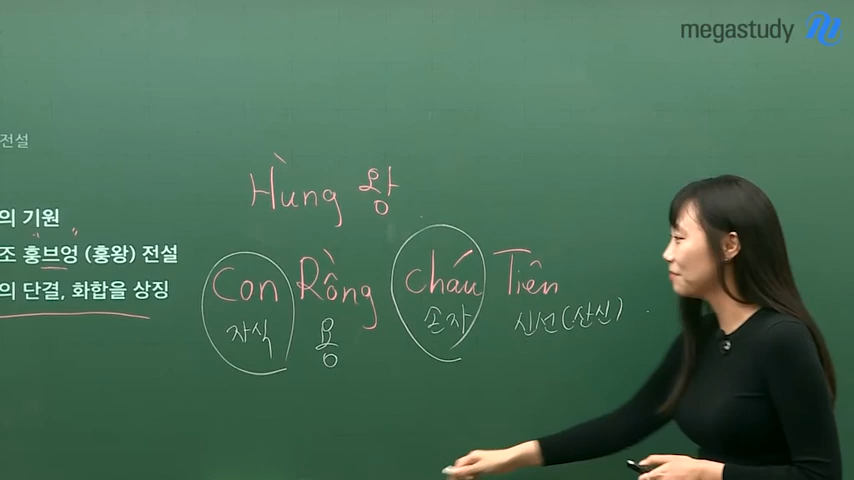 megastudy
전설
Hùng 왕
의 기원
조 훙브엉 (훙왕) 전설
의 단결, 화합을 상징
Con Rồng cháu Tiên
자식 용 손자 신선(산신)